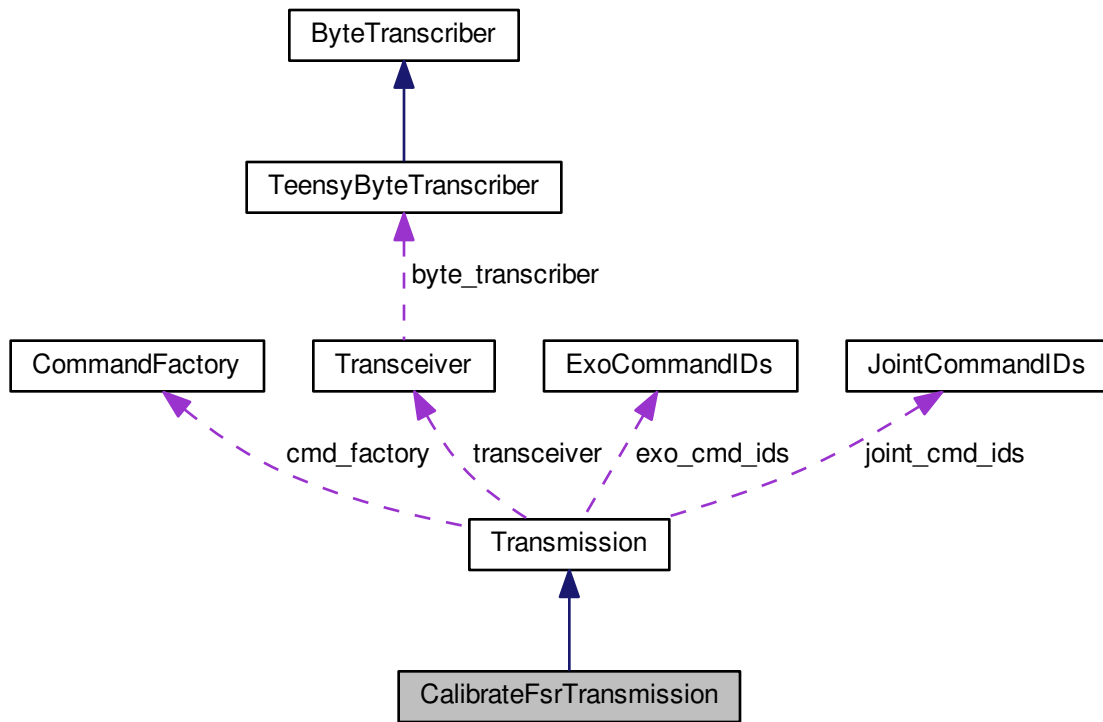 ByteTranscriber
TeensyByteTranscriber
byte_transcriber
CommandFactory
Transceiver
ExoCommandIDs
JointCommandIDs
cmd_factory
transceiver
exo_cmd_ids
joint_cmd_ids
Transmission
CalibrateFsrTransmission